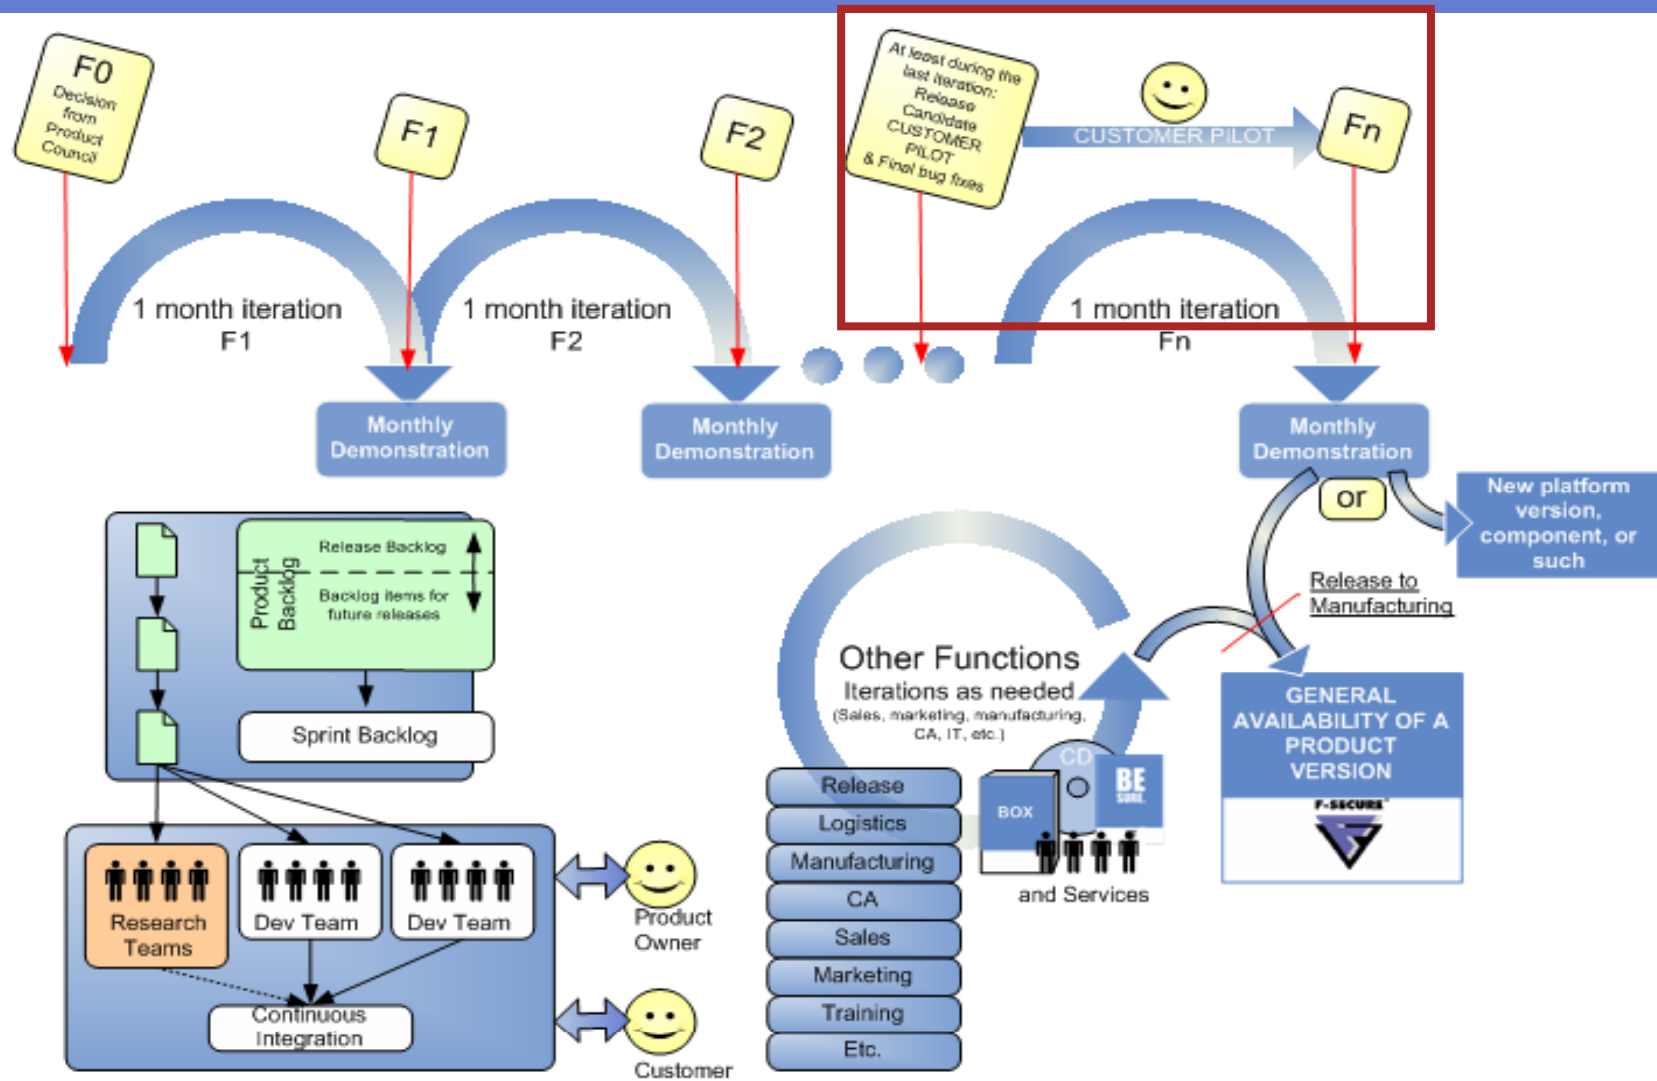 F0
Decision
from
Product
Council
F1
F2
At least during the
last iteration:
Release
Candidate
CUSTOMER
PILOT
& Final bug fixes
CUSTOMER PILOT
Fn
1 month iteration
F1
1 month iteration
F2
1 month iteration
Fn
Monthly
Demonstration
Monthly
Demonstration
Monthly
Demonstration
or
New platform
version,
component, or
such
Release to
Manufacturing
Product
Backlog
Release Backlog
Backlog items for
future releases
Sprint Backlog
Research
Teams
Dev Team
Dev Team
Continuous
Integration
Product
Owner
Customer
Other Functions
Iterations as needed
(Sales, marketing, manufacturing,
CA, IT, etc.)
Release
Logistics
Manufacturing
CA
Sales
Marketing
Training
Etc.
CD
BOX
BE
SURE.
and Services
GENERAL
AVAILABILITY OF A
PRODUCT
VERSION
F-SECURE